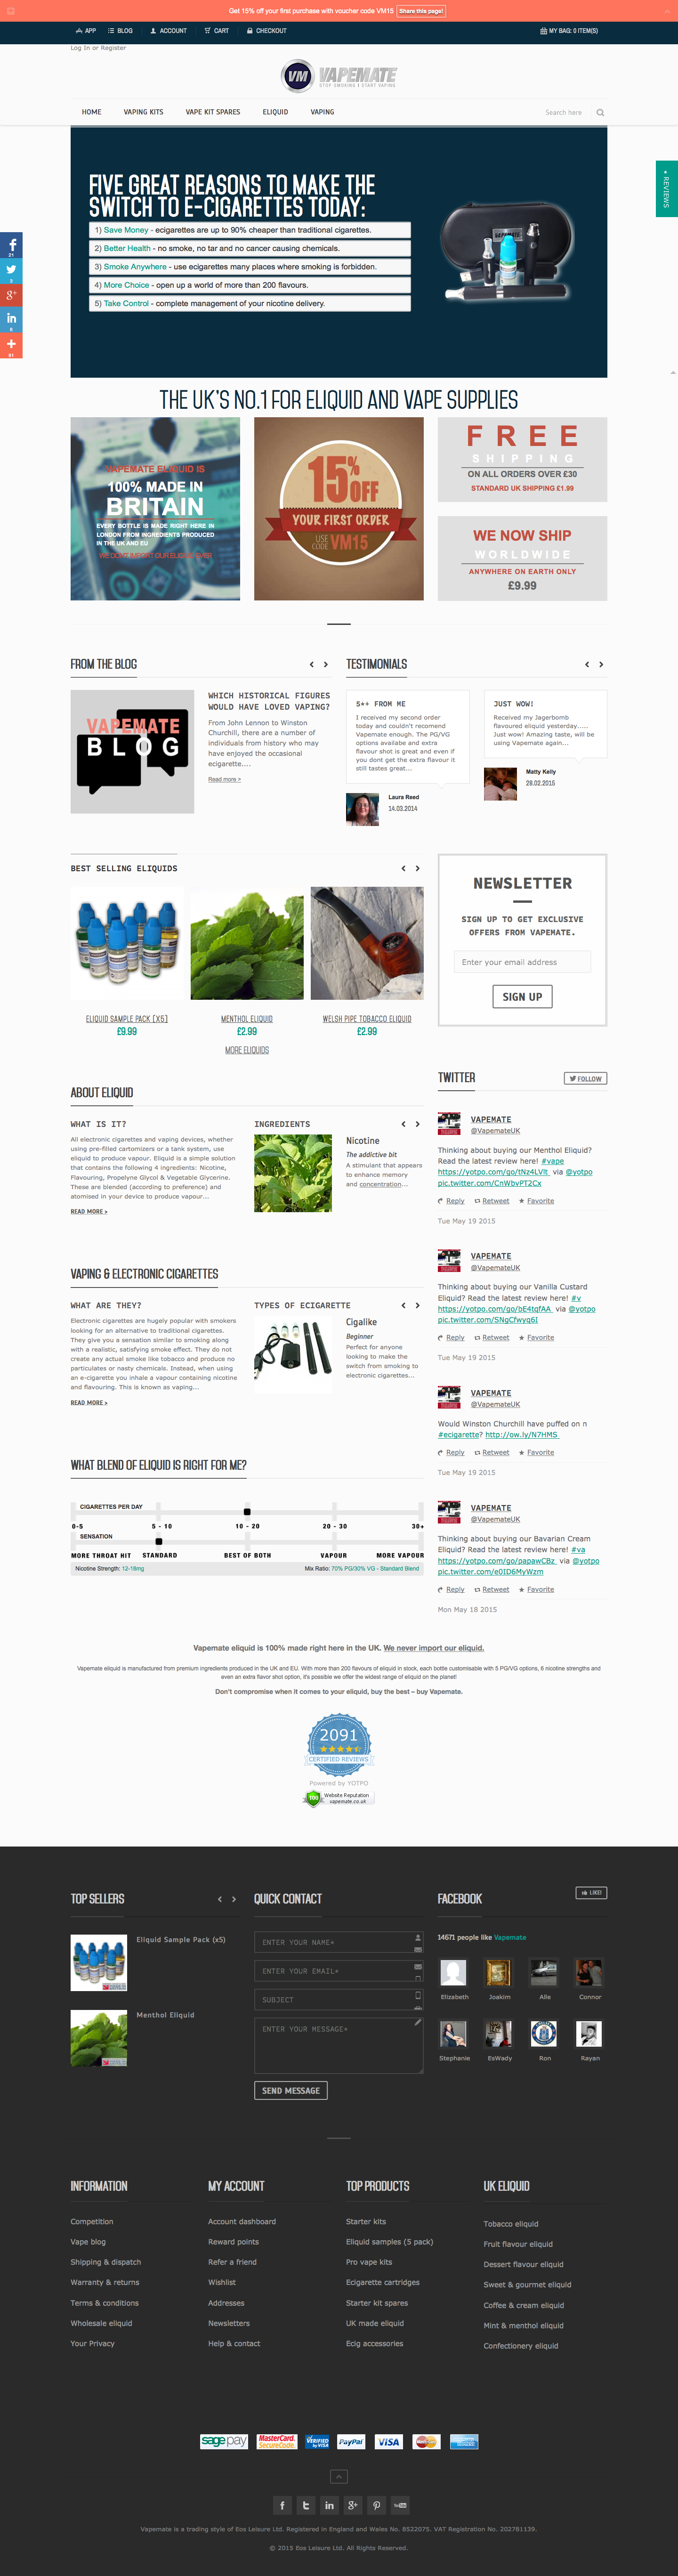 Get 15% off your first purchase with voucher code VM15 Share this page!
APP BLOG ACCOUNT CART CHECKOUT MY BAG: 0 ITEM(S)
Log In or Register
VM VAPEMATE
STOP SMOKING | START VAPING
HOME VAPING KITS VAPE KIT SPARES ELIQUID VAPING Search here
REVIEWS
21
3
0
61
FIVE GREAT REASONS TO MAKE THE
SWITCH TO E-CIGARETTES TODAY:
1) Save Money - ecigarettes are up to 90% cheaper than traditional cigarettes.
2) Better Health - no smoke, no tar and no cancer causing chemicals.
3) Smoke Anywhere - use ecigarettes many places where smoking is forbidden.
4) More Choice - open up a world of more than 200 flavours.
5) Take Control - complete management of your nicotine delivery.
THE UK'S NO.1 FOR ELIQUID AND VAPE SUPPLIES
VAPEMATE ELIQUID IS
100% MADE IN
BRITAIN
EVERY BOTTLE IS MADE RIGHT HERE IN
LONDON FROM INGREDIENTS PRODUCED
IN THE UK AND EU
15% OFF
YOUR FIRST ORDER
USE CODE VM15
FREE
SHIPPING
ON ALL ORDERS OVER £30
STANDARD UK SHIPPING £1.99
WE NOW SHIP
WORLDWIDE
ANYWHERE ON EARTH ONLY
£9.99
FROM THE BLOG
VAPEMATE
BLOG
WHICH HISTORICAL FIGURES
WOULD HAVE LOVED VAPING?
From John Lennon to Winston
Churchill, there are a number of
individuals from history who may
have enjoyed the occasional
ecigarette....
Read more >
TESTIMONIALS
5++ FROM ME
I received my second order
today and couldn't recomend
Vapemate enough. The PG/VG
options availabe and extra
flavour shot is great and even if
you dont get the extra flavour it
still tastes great...
Laura Reed
14.03.2014
JUST WOW!
Received my Jagerbomb
flavoured eliquid yesterday.....
Just wow! Amazing taste, will be
using Vapemate again...
Matty Kelly
28.02.2015
BEST SELLING ELIQUIDS
ELIQUID SAMPLE PACK (X5)
£9.99
MENTHOL ELIQUID
£2.99
WELSH PIPE TOBACCO ELIQUID
£2.99
MORE ELIQUIDS
NEWSLETTER
SIGN UP TO GET EXCLUSIVE
OFFERS FROM VAPEMATE.
Enter your email address
SIGN UP
ABOUT ELIQUID
WHAT IS IT?
All electronic cigarettes and vaping devices, whether
using pre-filled cartomizers or a tank system, use
eliquid to produce vapour. Eliquid is a simple solution
that contains the following 4 ingredients: Nicotine,
Flavouring, Propelyne Glycol & Vegetable Glycerine.
These are blended (according to preference) and
atomised in your device to produce vapour...
READ MORE »
INGREDIENTS
Nicotine
The addictive bit
A stimulant that appears
to enhance memory
and concentration...
VAPING & ELECTRONIC CIGARETTES
WHAT ARE THEY?
Electronic cigarettes are hugely popular with smokers
looking for an alternative to traditional cigarettes.
They give you a sensation similar to smoking along
with a realistic, satisfying smoke effect. They do not
create any actual smoke like tobacco and produce no
particulates or nasty chemicals. Instead, when using
an e-cigarette you inhale a vapour containing nicotine
and flavouring. This is known as vaping...
READ MORE »
TYPES OF ECIGARETTE
Cigalike
Beginner
Perfect for anyone
looking to make the
switch from smoking to
electronic cigarettes...
WHAT BLEND OF ELIQUID IS RIGHT FOR ME?
CIGARETTES PER DAY
0-5 5 - 10 10 - 20 20 - 30 30+
SENSATION
MORE THROAT HIT STANDARD BEST OF BOTH VAPOUR MORE VAPOUR
Nicotine Strength: 12-18mg Mix Ratio: 70% PG/30% VG - Standard Blend
TWITTER FOLLOW
VAPEMATE
@VapemateUK
Thinking about buying our Menthol Eliquid?
Read the latest review here! #vape
https://yotpo.com/go/tNz4LVlt via @yotpo
pic.twitter.com/CnWbvPT2Cx
Reply Retweet Favorite
Tue May 19 2015
VAPEMATE
@VapemateUK
Thinking about buying our Vanilla Custard
Eliquid? Read the latest review here! #v
https://yotpo.com/go/bE4tqfAA via @yotpo
pic.twitter.com/SNgCfwyq6I
Reply Retweet Favorite
Tue May 19 2015
VAPEMATE
@VapemateUK
Would Winston Churchill have puffed on n
#ecigarette? http://ow.ly/N7HMS
Reply Retweet Favorite
Tue May 19 2015
VAPEMATE
@VapemateUK
Thinking about buying our Bavarian Cream
Eliquid? Read the latest review here! #va
https://yotpo.com/go/papawCBz via @yotpo
pic.twitter.com/e0ID6MyWzm
Reply Retweet Favorite
Mon May 18 2015
Vapemate eliquid is 100% made right here in the UK. We never import our eliquid.
Vapemate eliquid is manufactured from premium ingredients produced in the UK and EU. With more than 200 flavours of eliquid in stock, each bottle customisable with 5 PG/VG options, 6 nicotine strengths and
even an extra flavor shot option, it's possible we offer the widest range of eliquid on the planet!
Don't compromise when it comes to your eliquid, buy the best – buy Vapemate.
2091
CERTIFIED REVIEWS
Powered by YOTPO
100 Website Reputation
vapemate.co.uk
TOP SELLERS
Eliquid Sample Pack (x5)
Menthol Eliquid
QUICK CONTACT
ENTER YOUR NAME*
ENTER YOUR EMAIL*
SUBJECT
ENTER YOUR MESSAGE*
SEND MESSAGE
FACEBOOK LIKE!
14671 people like Vapemate
Elizabeth Joakim Alle Connor
Stephanie EsWady Ron Rayan
INFORMATION
Competition
Vape blog
Shipping & dispatch
Warranty & returns
Terms & conditions
Wholesale eliquid
Your Privacy
MY ACCOUNT
Account dashboard
Reward points
Refer a friend
Wishlist
Addresses
Newsletters
Help & contact
TOP PRODUCTS
Starter kits
Eliquid samples (5 pack)
Pro vape kits
Ecigarette cartridges
Starter kit spares
UK made eliquid
Ecig accessories
UK ELIQUID
Tobacco eliquid
Fruit flavour eliquid
Dessert flavour eliquid
Sweet & gourmet eliquid
Coffee & cream eliquid
Mint & menthol eliquid
Confectionery eliquid
sage pay MasterCard. SecureCode. VERIFIED by VISA PayPal VISA MasterCard
Vapemate is a trading style of Eos Leisure Ltd. Registered in England and Wales No. 8522075. VAT Registration No. 202781139.
© 2015 Eos Leisure Ltd. All Rights Reserved.